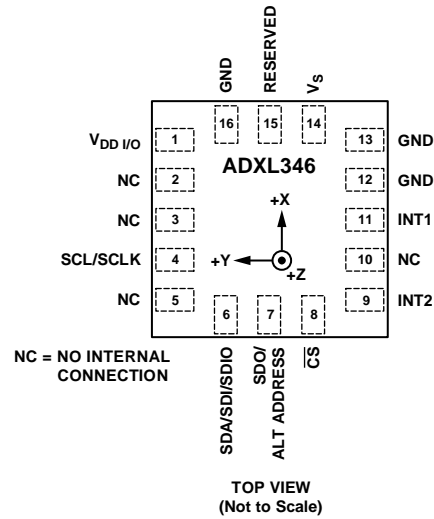 GND
RESERVED
VS
16
15
14
VDD I/O
1
13
GND
ADXL346
NC
2
12
GND
+X
NC
3
11
INT1
SCL/SCLK
4
+Y
+Z
10
NC
NC
5
9
INT2
6
7
8
NC = NO INTERNAL
CONNECTION
SDA/SDI/SDIO
SDO/
ALT ADDRESS
C̅S̅
TOP VIEW
(Not to Scale)